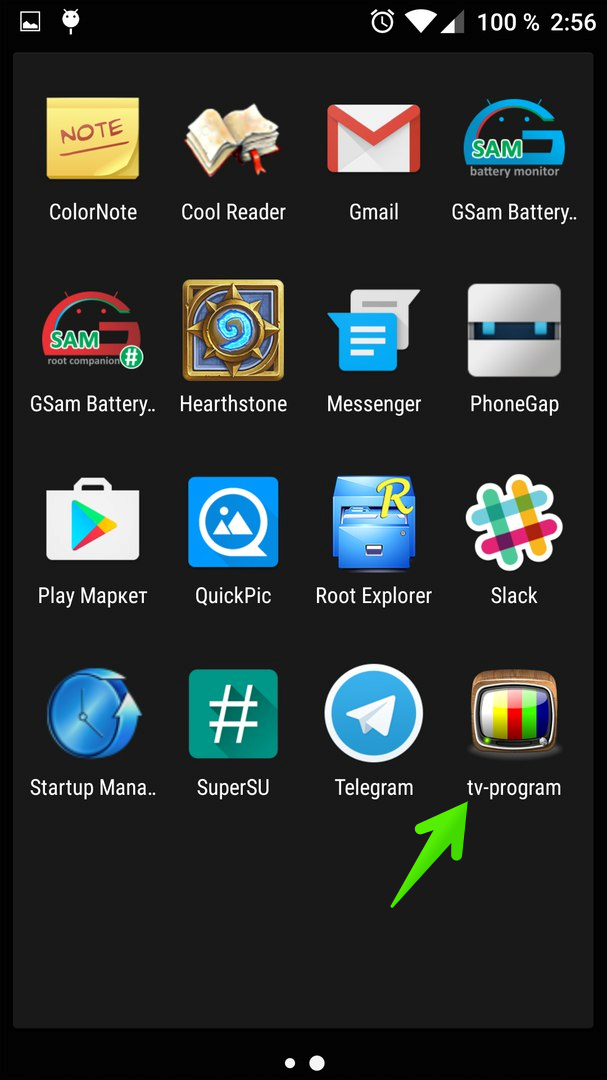 100 % 2:56
NOTE
SAM
battery monitor
ColorNote Cool Reader Gmail GSam Battery..
SAM
root companion #
GSam Battery.. Hearthstone Messenger PhoneGap
R
Play Маркет QuickPic Root Explorer Slack
#
Startup Mana.. SuperSU Telegram tv-program